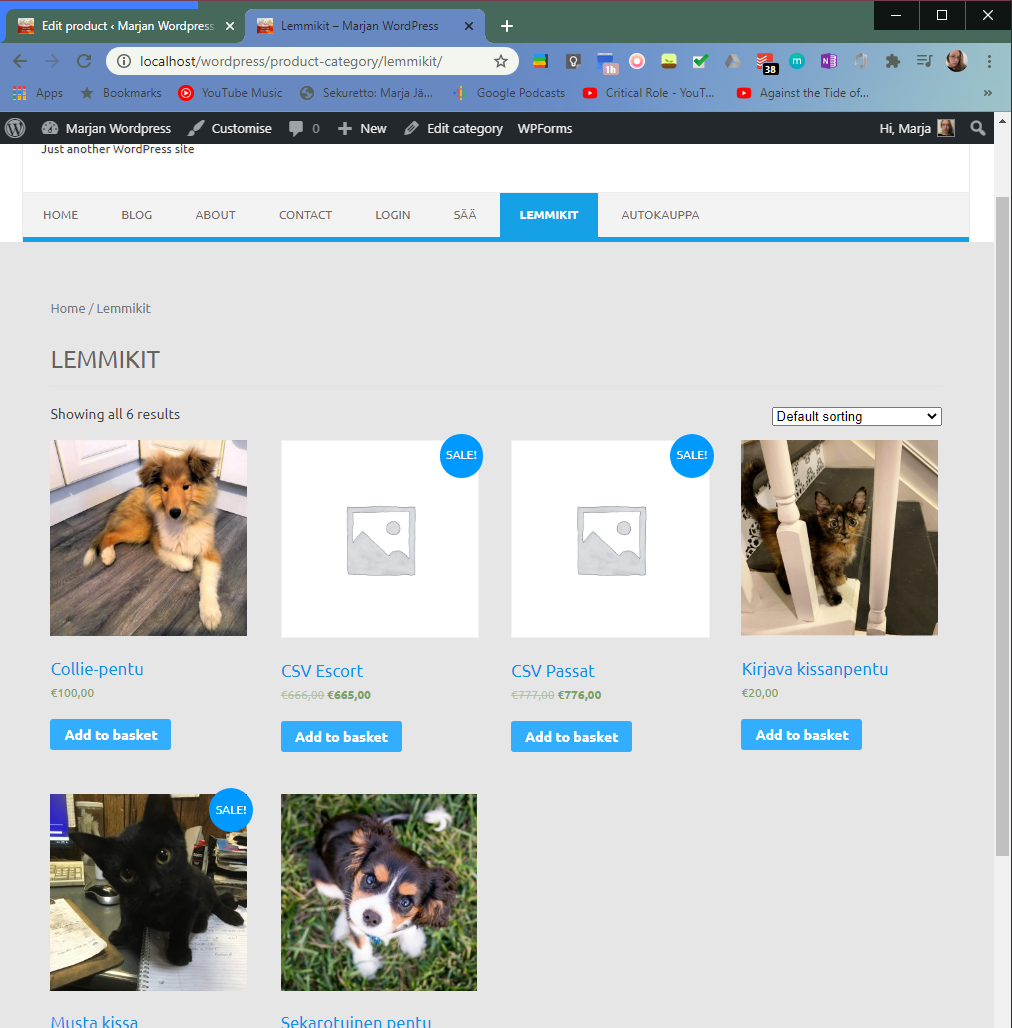 Edit product ‹ Marjan Wordpress
Lemmikit – Marjan WordPress
localhost/wordpress/product-category/lemmikit/
1h
38
m
N
Apps
Bookmarks
YouTube Music
Sekuretto: Marja Jä...
Google Podcasts
Critical Role - YouT...
Against the Tide of...
»
Marjan Wordpress
Customise
0
New
Edit category
WPForms
Hi, Marja
Just another WordPress site
HOME
BLOG
ABOUT
CONTACT
LOGIN
SÄÄ
LEMMIKIT
AUTOKAUPPA
Home / Lemmikit
LEMMIKIT
Showing all 6 results
Default sorting
SALE!
SALE!
Collie-pentu
€100,00
Add to basket
CSV Escort
€666,00 €665,00
Add to basket
CSV Passat
€777,00 €776,00
Add to basket
Kirjava kissanpentu
€20,00
Add to basket
SALE!
Musta kissa
Sekarotuinen pentu